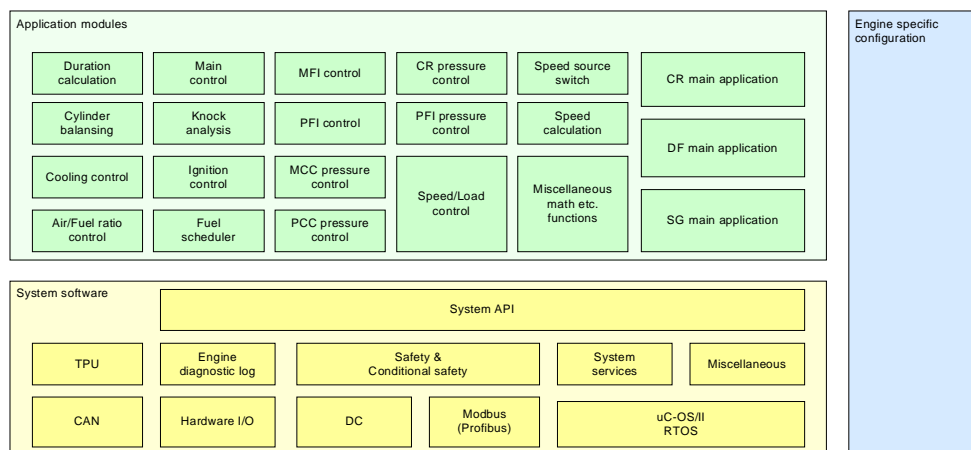 Application modules
Engine specific
configuration
Duration
calculation
Main
control
MFI control
CR pressure
control
Speed source
switch
CR main application
Cylinder
balansing
Knock
analysis
PFI control
PFI pressure
control
Speed
calculation
DF main application
Cooling control
Ignition
control
MCC pressure
control
Speed/Load
control
Miscellaneous
math etc.
functions
SG main application
Air/Fuel ratio
control
Fuel
scheduler
PCC pressure
control
System software
System API
TPU
Engine
diagnostic log
Safety &
Conditional safety
System
services
Miscellaneous
CAN
Hardware I/O
DC
Modbus
(Profibus)
uC-OS/II
RTOS